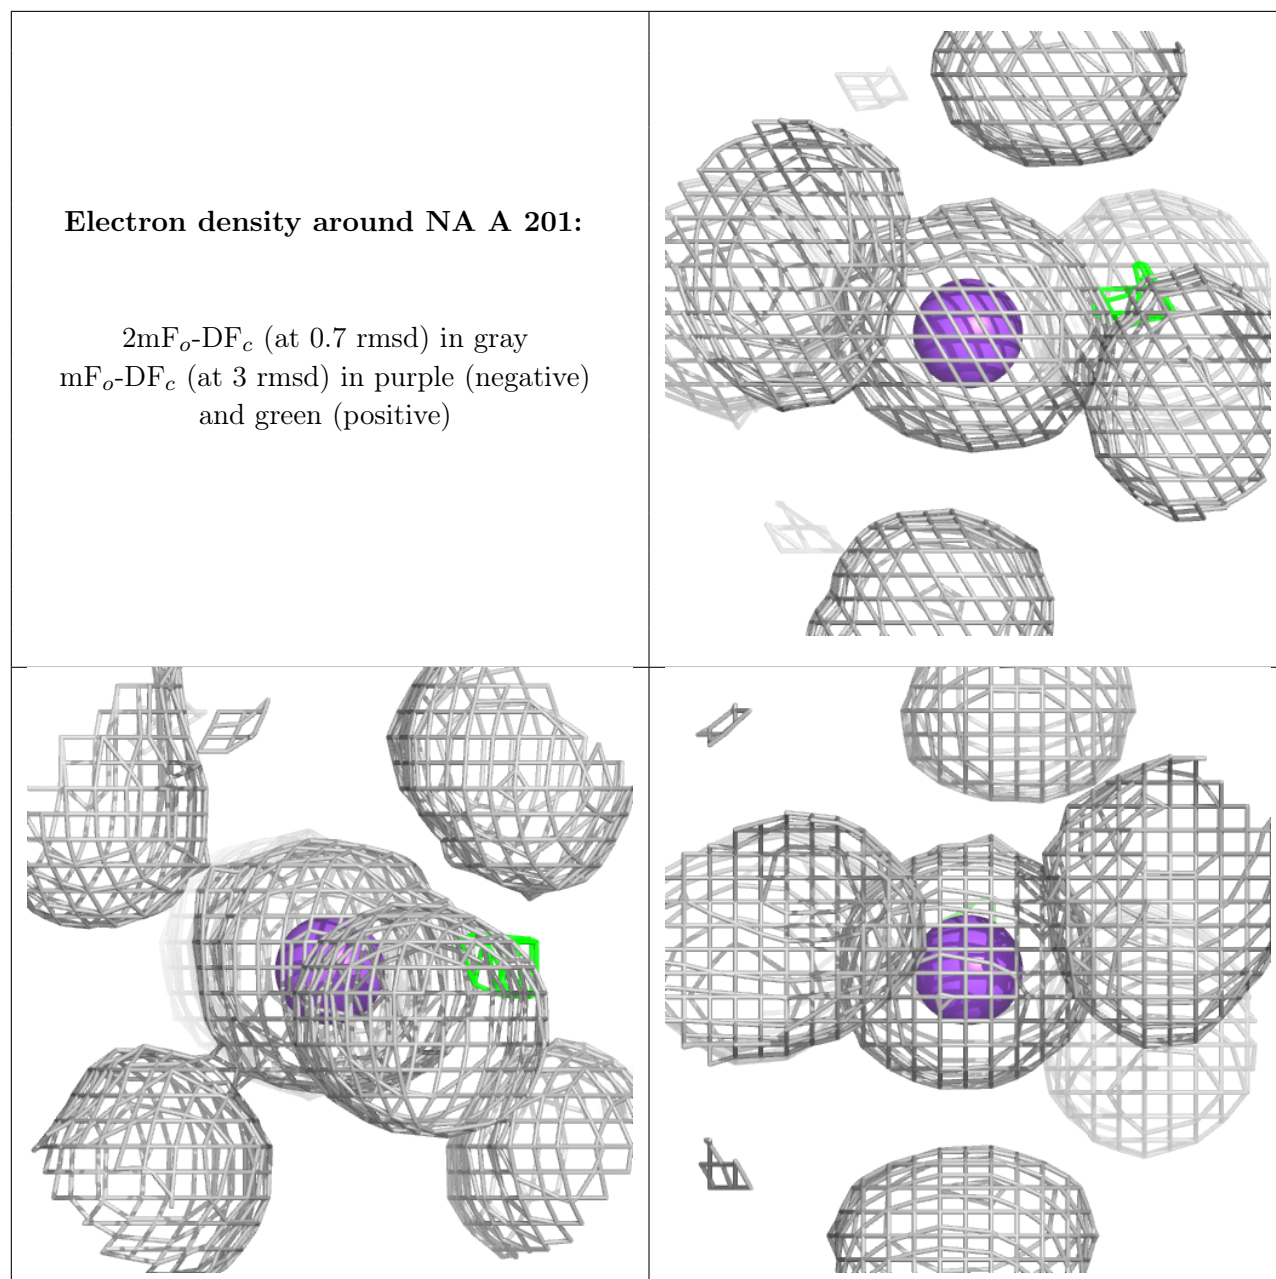 Electron density around NA A 201:
2mFo-DFc (at 0.7 rmsd) in gray
mFo-DFc (at 3 rmsd) in purple (negative)
and green (positive)